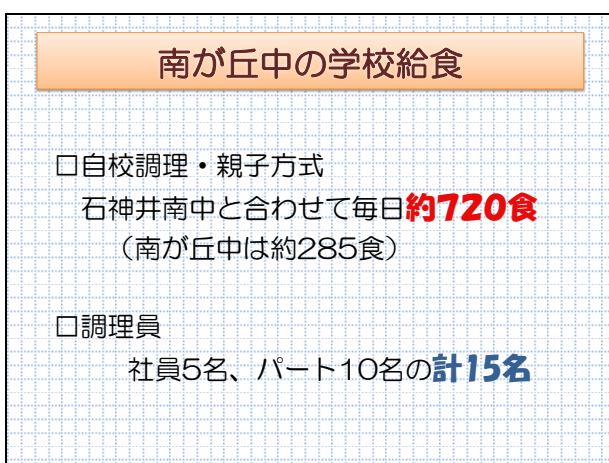 南が丘中の学校給食
□自校調理・親子方式
石神井南中と合わせて毎日約720食
（南が丘中は約285食）
□調理員
社員5名、パート10名の計15名